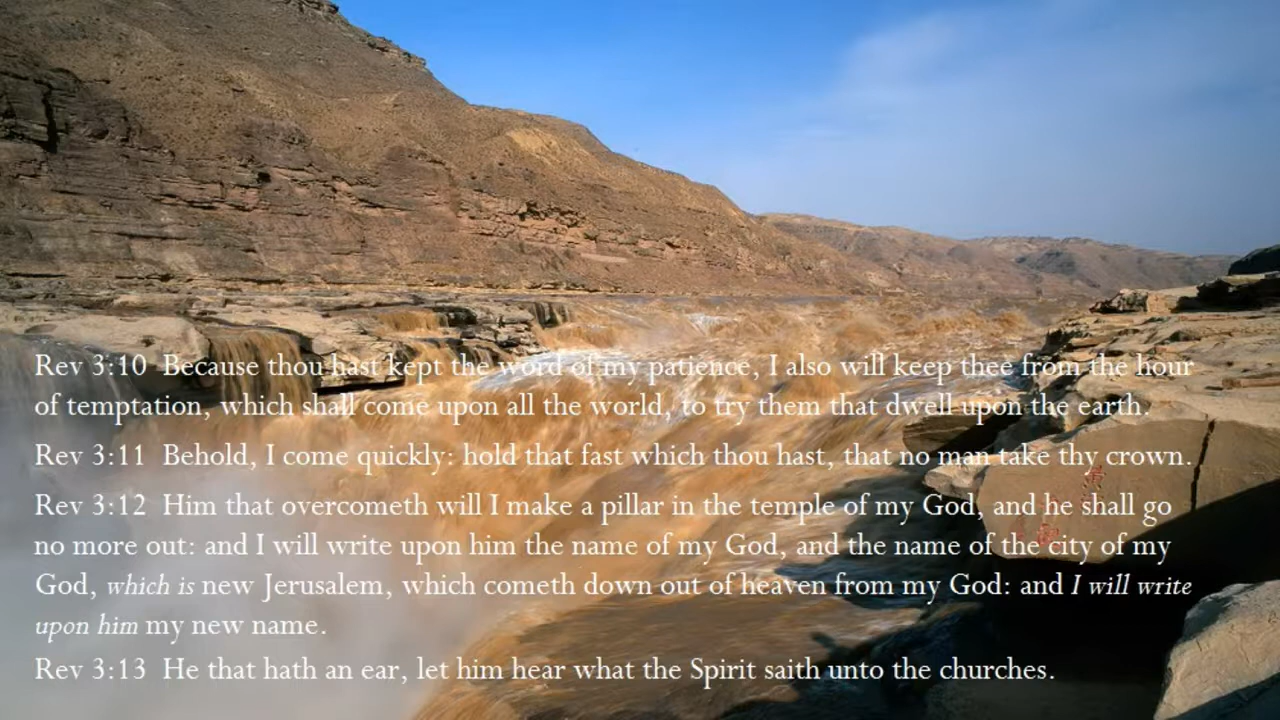 Rev 3:10 Because thou hast kept the word of my patience, I also will keep thee from the hour
of temptation, which shall come upon all the world, to try them that dwell upon the earth.
Rev 3:11 Behold, I come quickly: hold that fast which thou hast, that no man take thy crown.
Rev 3:12 Him that overcometh will I make a pillar in the temple of my God, and he shall go
no more out: and I will write upon him the name of my God, and the name of the city of my
God, which is new Jerusalem, which cometh down out of heaven from my God: and I will write
upon him my new name.
Rev 3:13 He that hath an ear, let him hear what the Spirit saith unto the churches.